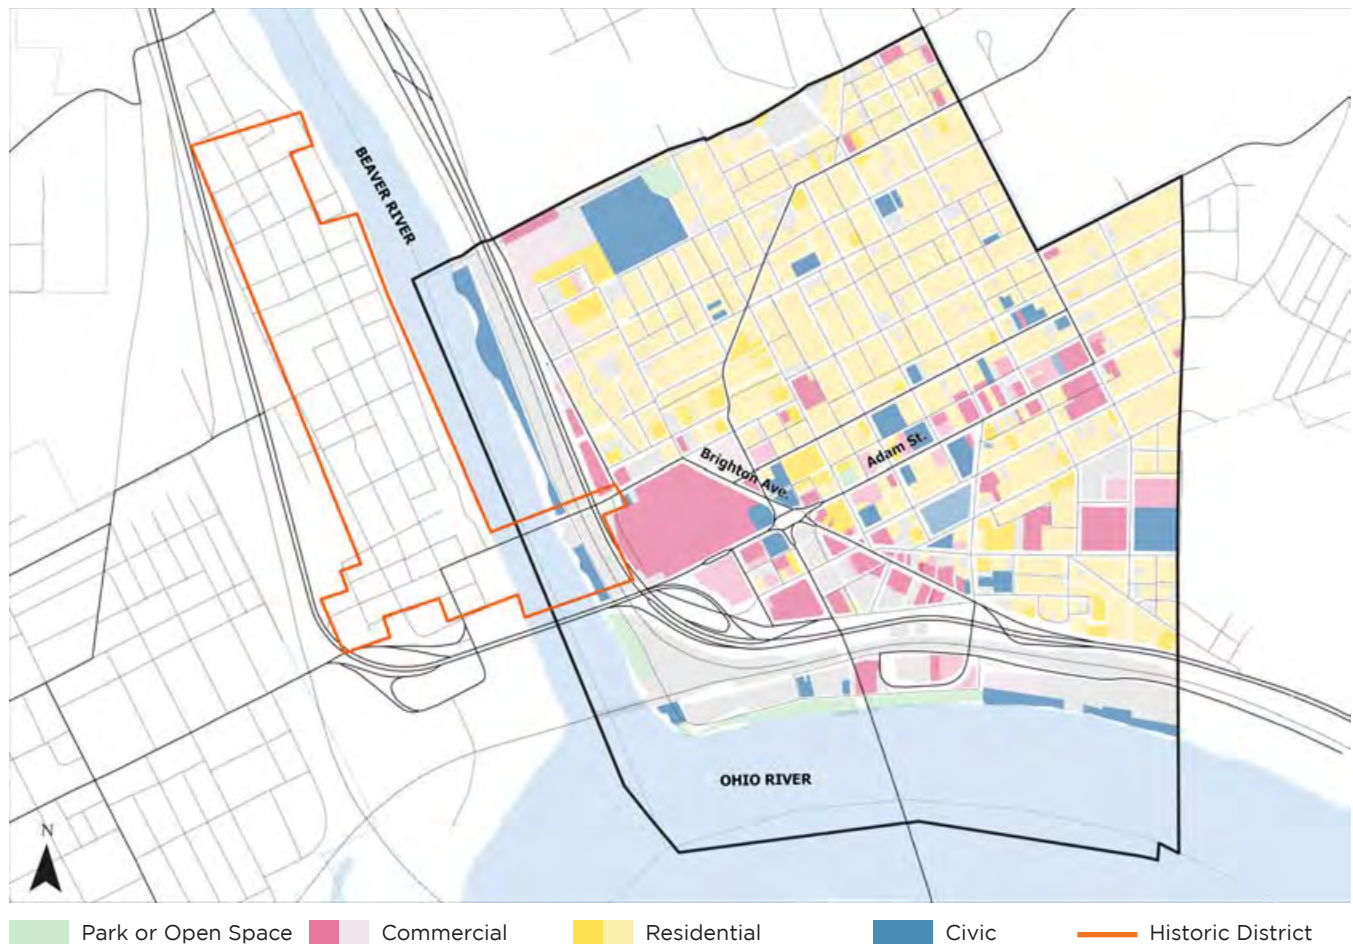 BEAVER RIVER
Brighton Ave.
Adam St.
OHIO RIVER
N
Park or Open Space
Commercial
Residential
Civic
Historic District